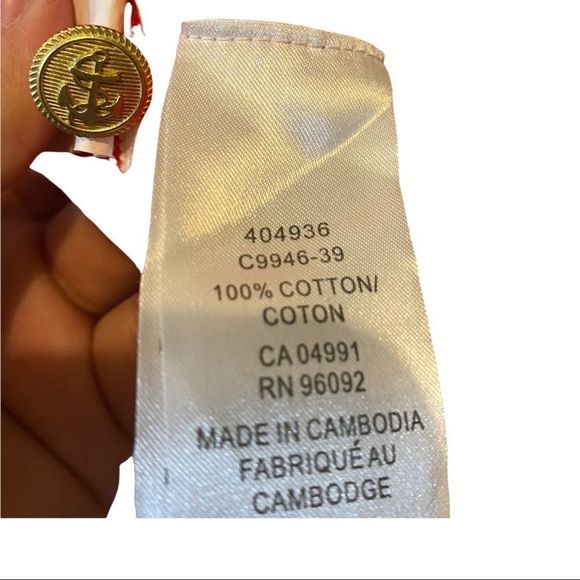 404936
C9946-39
100% COTTON/
COTON
CA 04991
RN 96092
MADE IN CAMBODIA
FABRIQUÉ AU
CAMBODGE